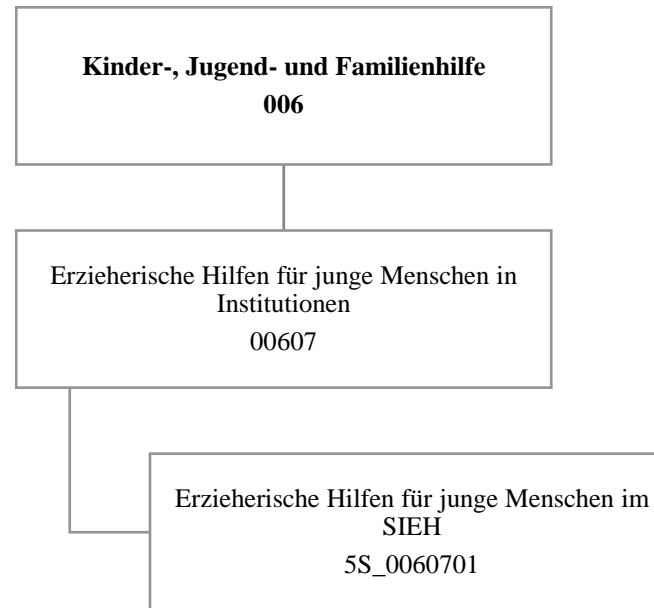 Kinder-, Jugend- und Familienhilfe
006
Erzieherische Hilfen für junge Menschen in
Institutionen
00607
Erzieherische Hilfen für junge Menschen im
SIEH
5S_0060701